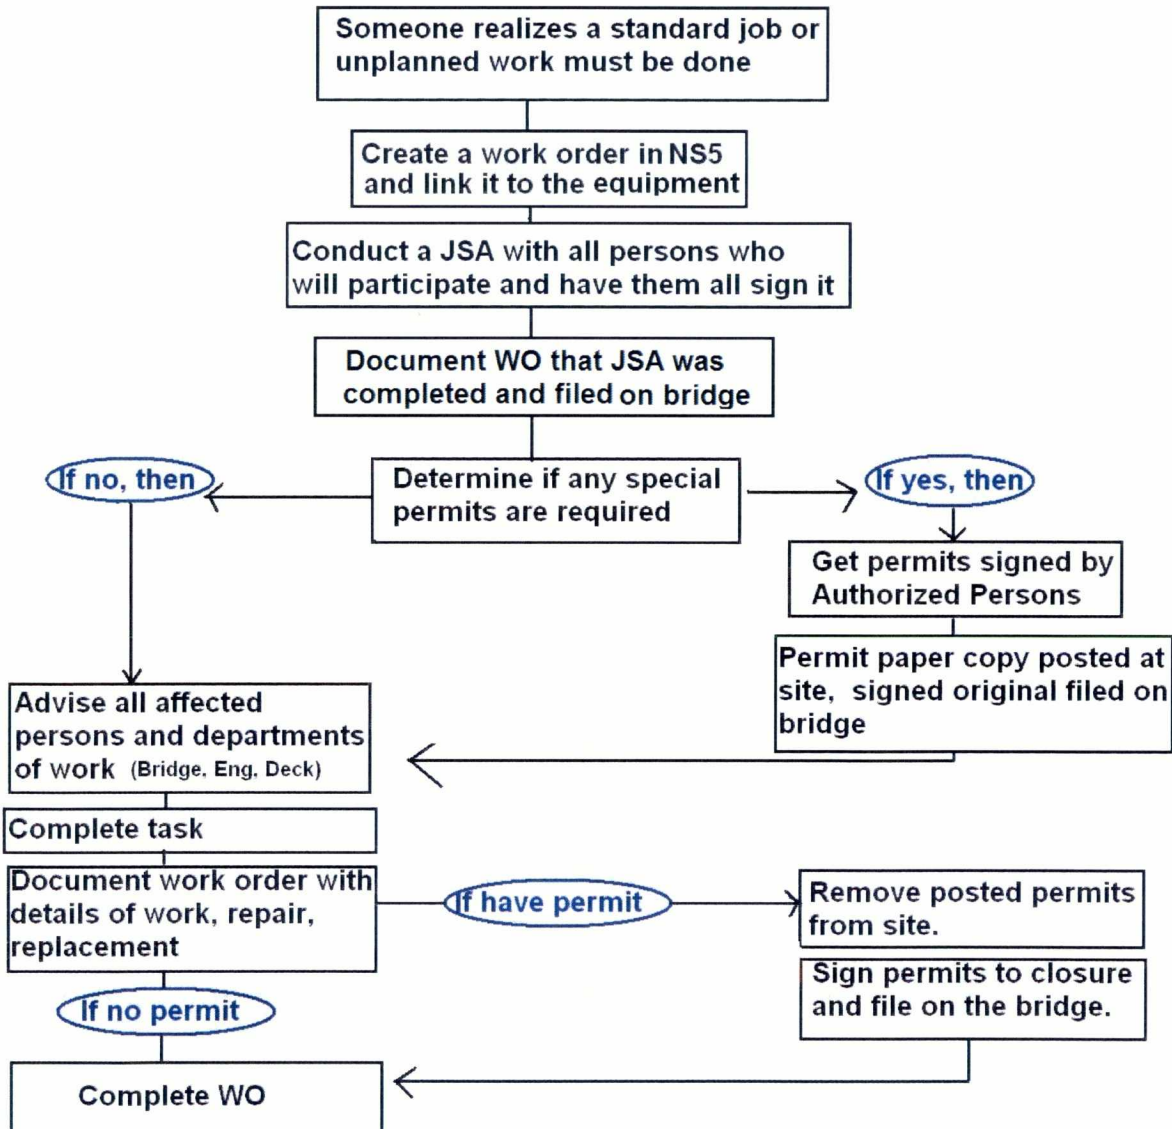 Someone realizes a standard job or
unplanned work must be done
Create a work order in NS5
and link it to the equipment
Conduct a JSA with all persons who
will participate and have them all sign it
Document WO that JSA was
completed and filed on bridge
If no, then
Determine if any special
permits are required
If yes, then
Get permits signed by
Authorized Persons
Permit paper copy posted at
site, signed original filed on
bridge
Advise all affected
persons and departments
of work (Bridge. Eng. Deck)
Complete task
Document work order with
details of work, repair,
replacement
If have permit
Remove posted permits
from site.
Sign permits to closure
and file on the bridge.
If no permit
Complete WO